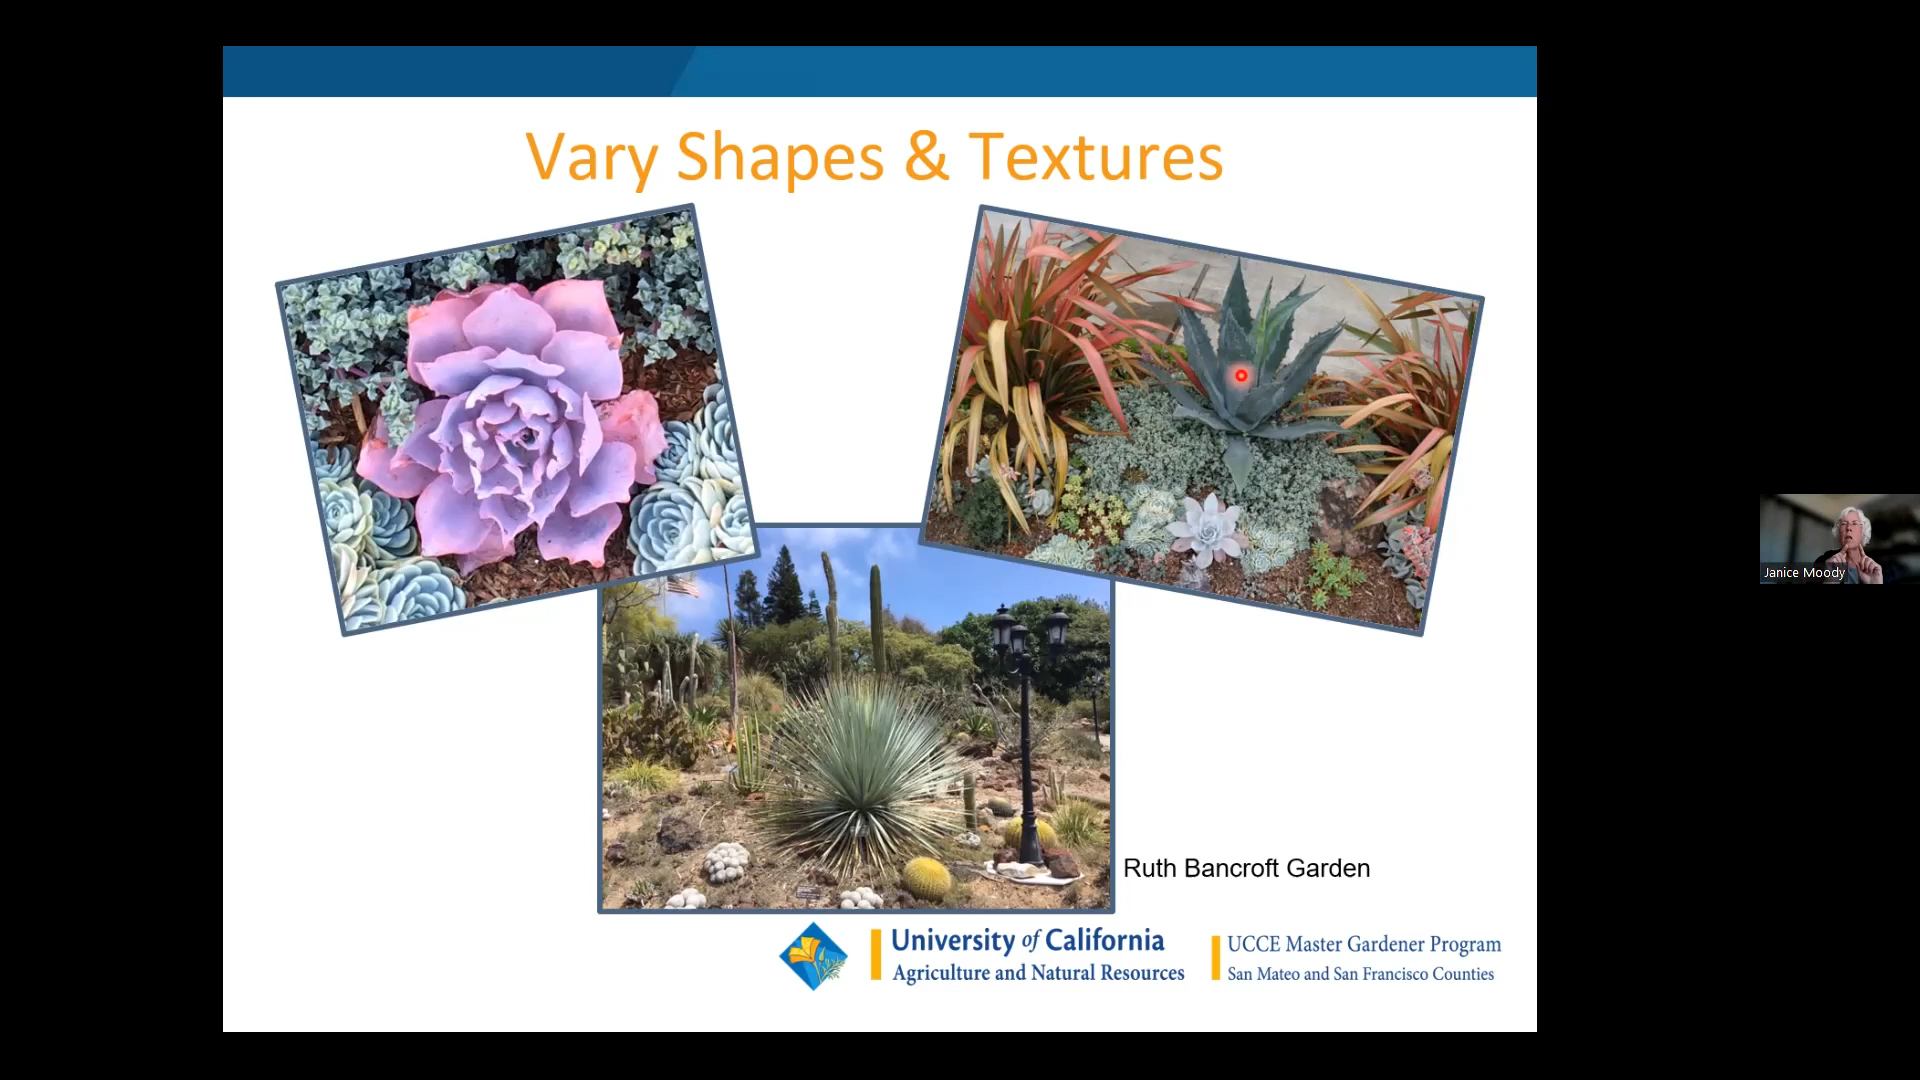 Vary Shapes & Textures
Ruth Bancroft Garden
University of California
Agriculture and Natural Resources
UCCE Master Gardener Program
San Mateo and San Francisco Counties
Janice Moody